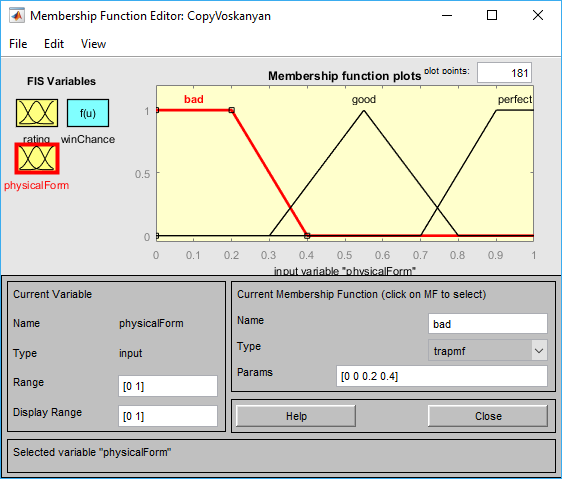 Membership Function Editor: CopyVoskanyan
File Edit View
FIS Variables
f(u)
rating winChance
physicalForm
Membership function plots plot points: 181
bad good perfect
1
0.5
0
0 0.1 0.2 0.3 0.4 0.5 0.6 0.7 0.8 0.9 1
input variable "physicalForm"
Current Variable
Name physicalForm
Type input
Range [0 1]
Display Range [0 1]
Current Membership Function (click on MF to select)
Name bad
Type trapmf
Params [0 0 0.2 0.4]
Help Close
Selected variable "physicalForm"